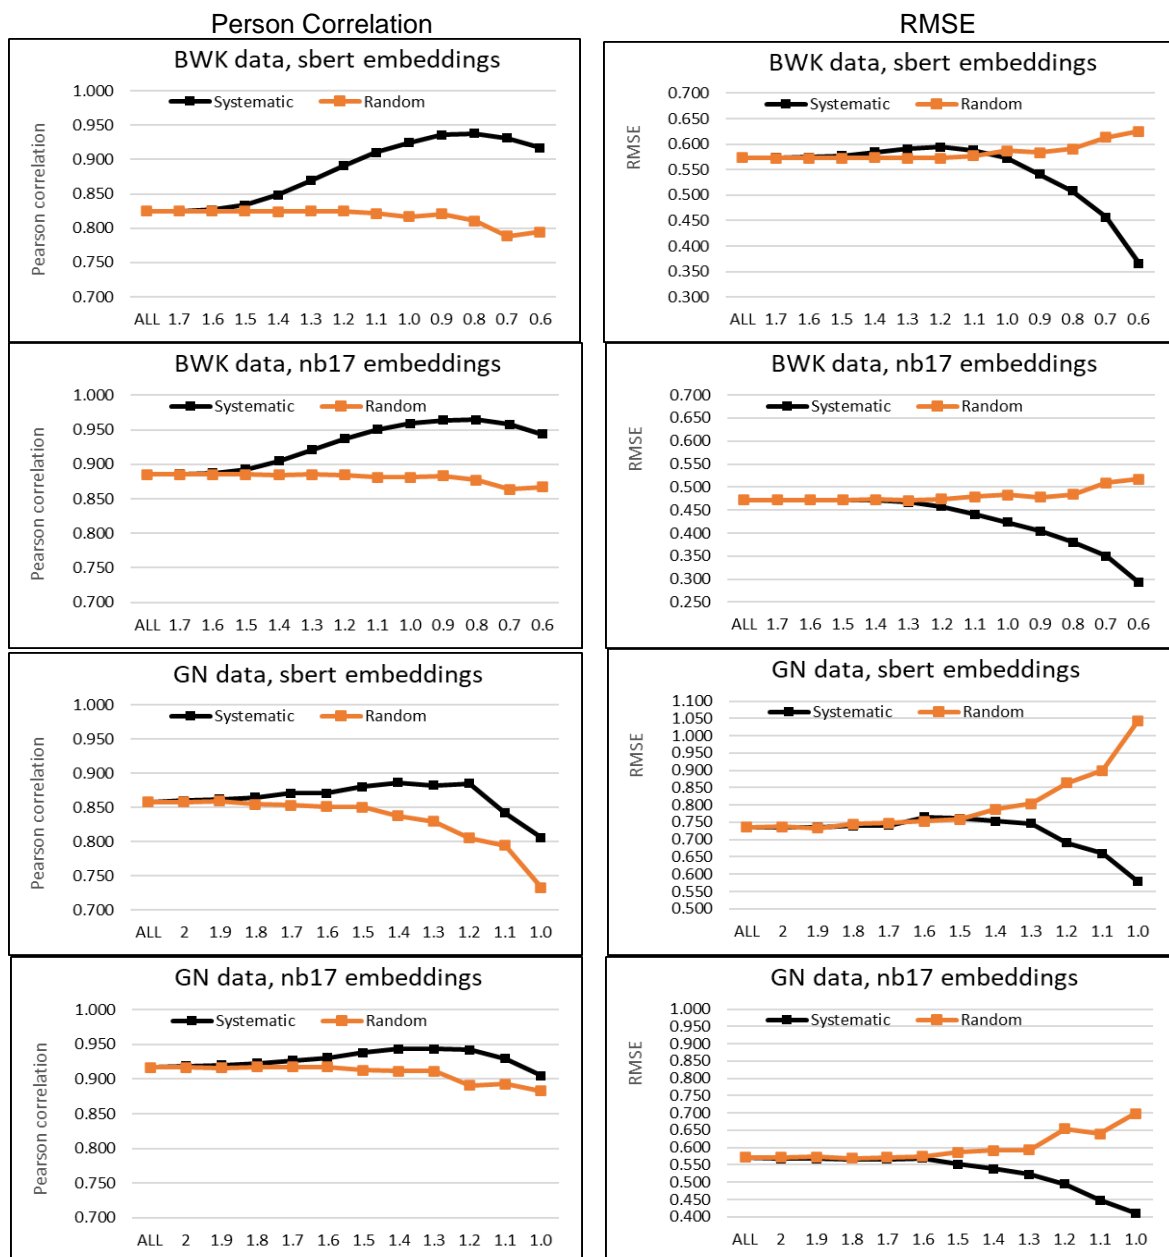 Person Correlation
RMSE
BWK data, sbert embeddings
Systematic Random
Pearson correlation
1.000
0.950
0.900
0.850
0.800
0.750
0.700
ALL 1.7 1.6 1.5 1.4 1.3 1.2 1.1 1.0 0.9 0.8 0.7 0.6
BWK data, sbert embeddings
Systematic Random
RMSE
0.700
0.650
0.600
0.550
0.500
0.450
0.400
0.350
0.300
ALL 1.7 1.6 1.5 1.4 1.3 1.2 1.1 1.0 0.9 0.8 0.7 0.6
BWK data, nb17 embeddings
Systematic Random
Pearson correlation
1.000
0.950
0.900
0.850
0.800
0.750
0.700
ALL 1.7 1.6 1.5 1.4 1.3 1.2 1.1 1.0 0.9 0.8 0.7 0.6
BWK data, nb17 embeddings
Systematic Random
RMSE
0.700
0.650
0.600
0.550
0.500
0.450
0.400
0.350
0.300
0.250
ALL 1.7 1.6 1.5 1.4 1.3 1.2 1.1 1.0 0.9 0.8 0.7 0.6
GN data, sbert embeddings
Systematic Random
Pearson correlation
1.000
0.950
0.900
0.850
0.800
0.750
0.700
ALL 2 1.9 1.8 1.7 1.6 1.5 1.4 1.3 1.2 1.1 1.0
GN data, sbert embeddings
Systematic Random
RMSE
1.100
1.050
1.000
0.950
0.900
0.850
0.800
0.750
0.700
0.650
0.600
0.550
0.500
ALL 2 1.9 1.8 1.7 1.6 1.5 1.4 1.3 1.2 1.1 1.0
GN data, nb17 embeddings
Systematic Random
Pearson correlation
1.000
0.950
0.900
0.850
0.800
0.750
0.700
ALL 2 1.9 1.8 1.7 1.6 1.5 1.4 1.3 1.2 1.1 1.0
GN data, nb17 embeddings
Systematic Random
RMSE
1.000
0.950
0.900
0.850
0.800
0.750
0.700
0.650
0.600
0.550
0.500
0.450
0.400
ALL 2 1.9 1.8 1.7 1.6 1.5 1.4 1.3 1.2 1.1 1.0